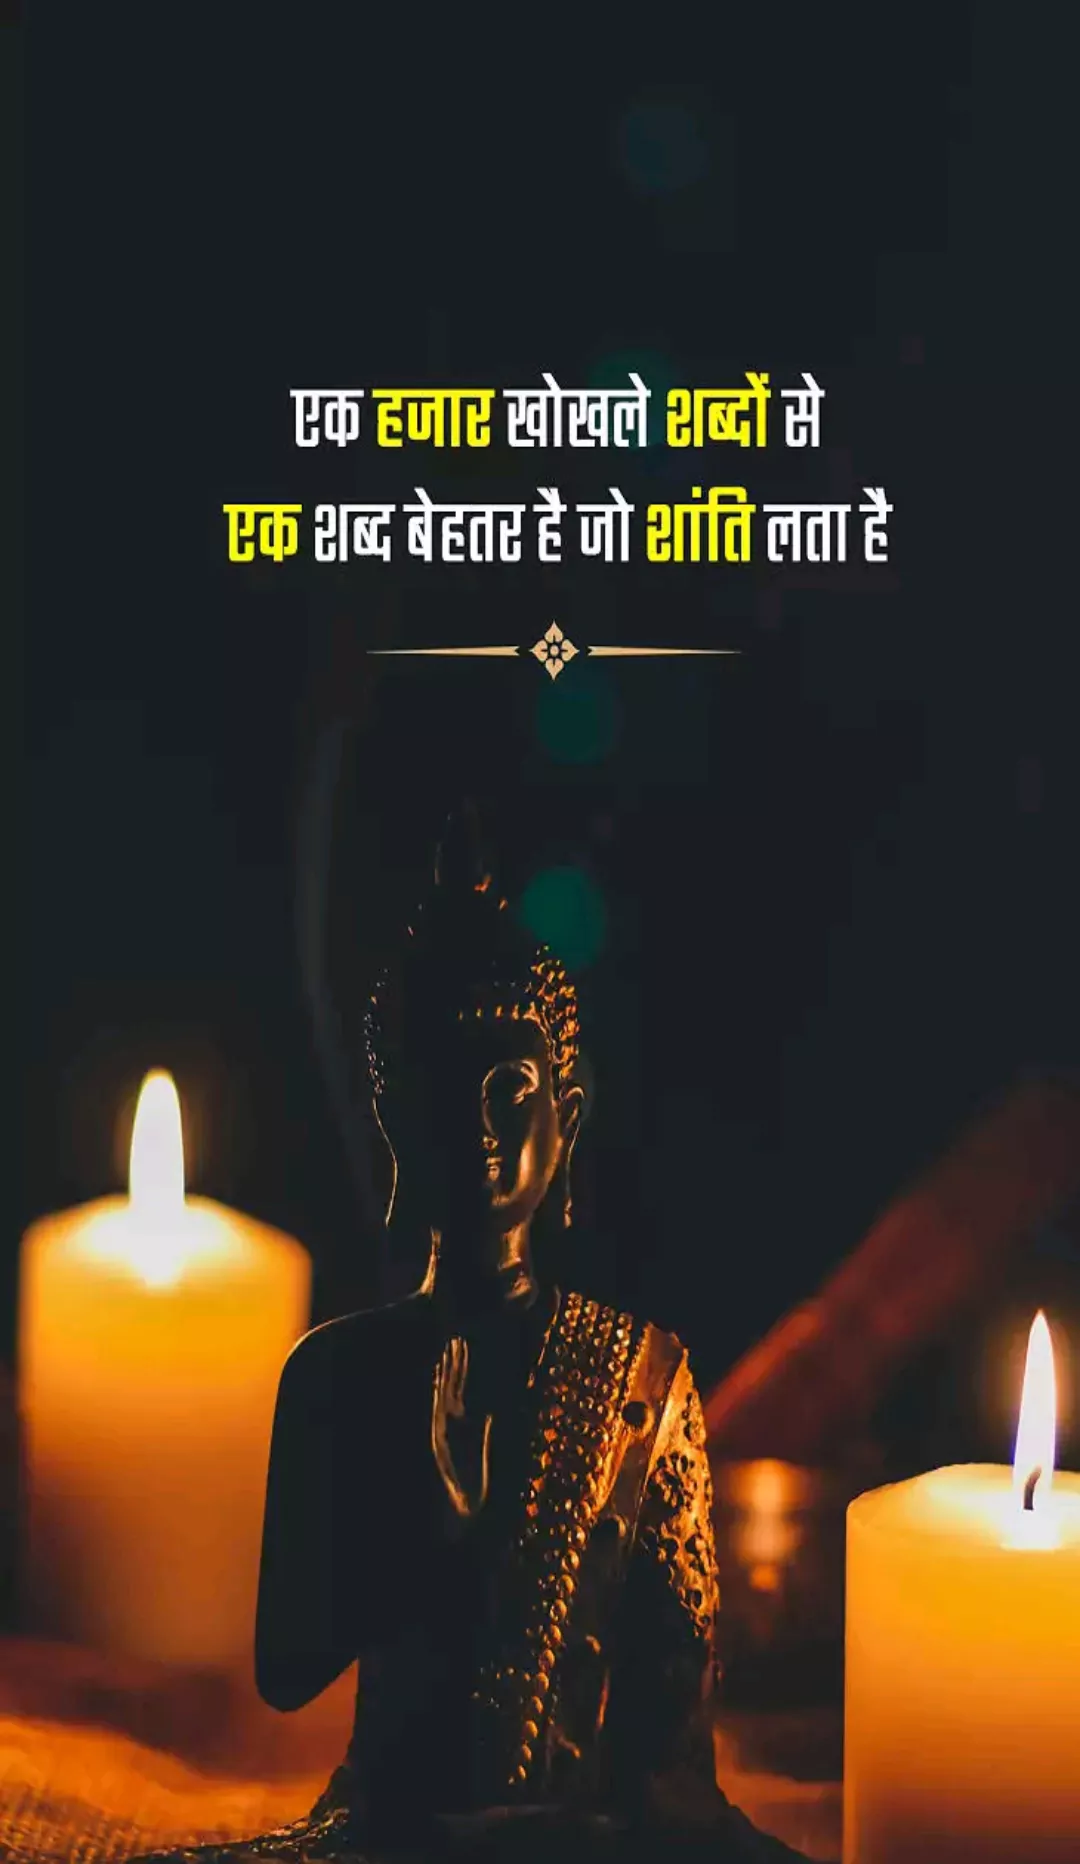 एक हजार खोखले शब्दों से
एक शब्द बेहतर है जो शांति लता है